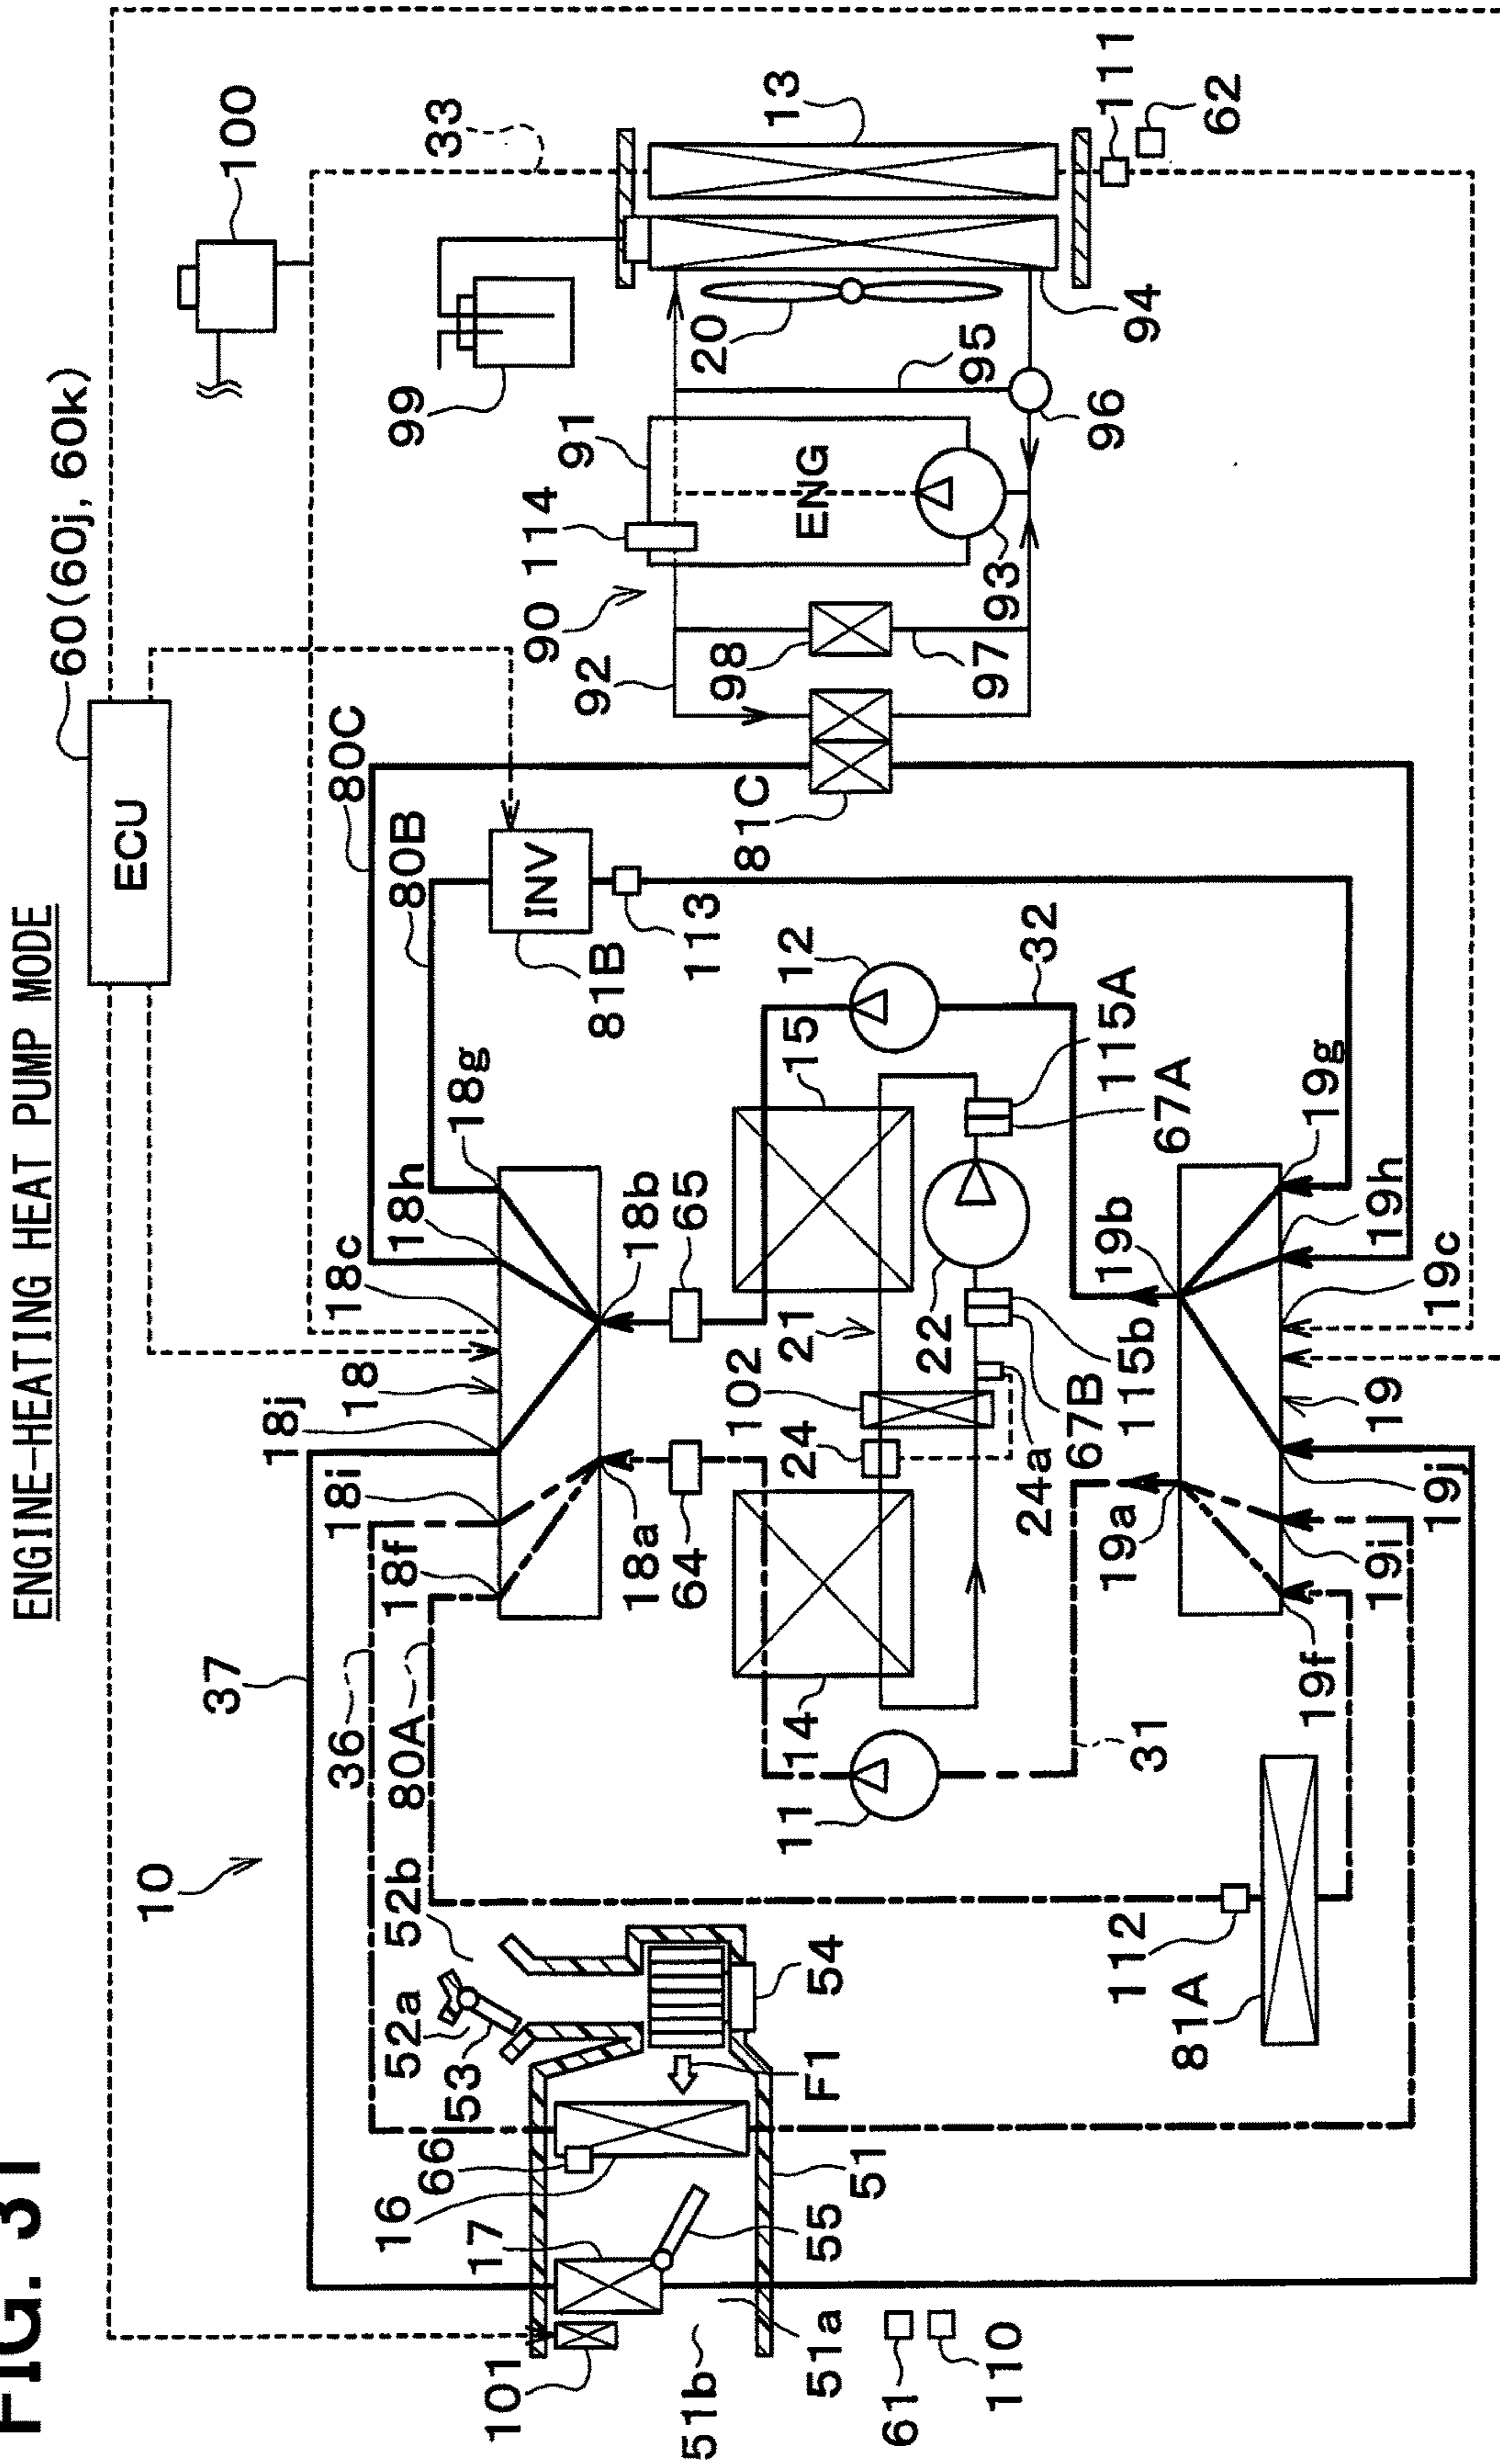 FIG. 31
ENGINE-HEATING HEAT PUMP MODE
60(60j, 60k)
ECU
100
10
37
36
80A
18f
18i
18j
18
18c
18h
18g
80B
80C
33
99
52b
52a
53
66
16
17
101
51b
51a
55
51
F1
54
61
110
18a
64
18b
65
14
11
31
102
24
21
15
12
22
32
24a
67B
115b
67A
115A
INV
81B
113
81C
90
114
91
92
98
97
ENG
93
95
96
20
94
13
111
62
112
81A
19a
19b
19f
19i
19j
19
19c
19h
19g